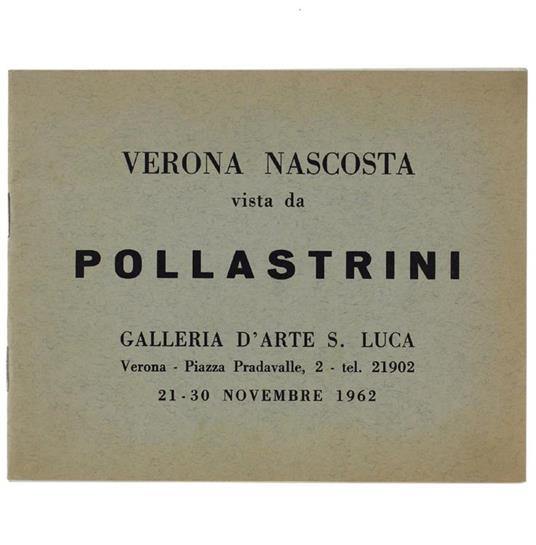 VERONA NASCOSTA
vista da
POLLASTRINI
GALLERIA D'ARTE S. LUCA
Verona - Piazza Pradavalle, 2 - tel. 21902
21-30 NOVEMBRE 1962